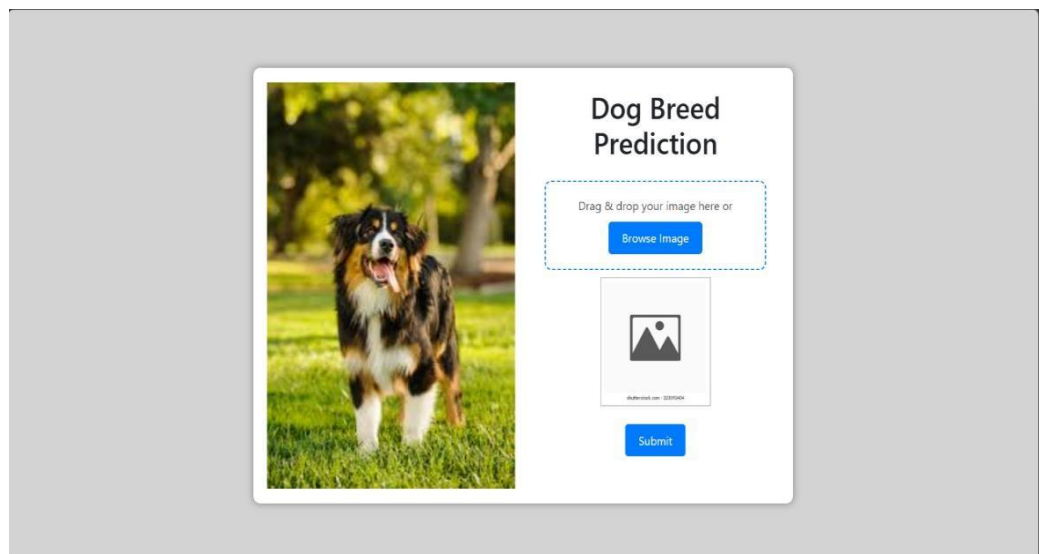 Dog Breed
Prediction
Drag & drop your image here or
Browse Image
Submit